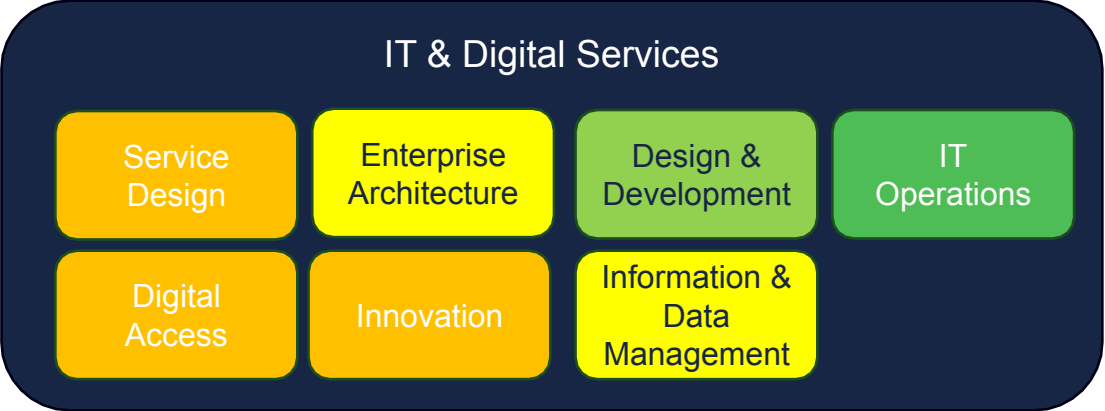 IT & Digital Services
Service
Design
Enterprise
Architecture
Design &
Development
IT
Operations
Digital
Access
Innovation
Information &
Data
Management